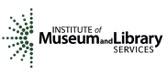 INSTITUTE of
Museum and Library
SERVICES